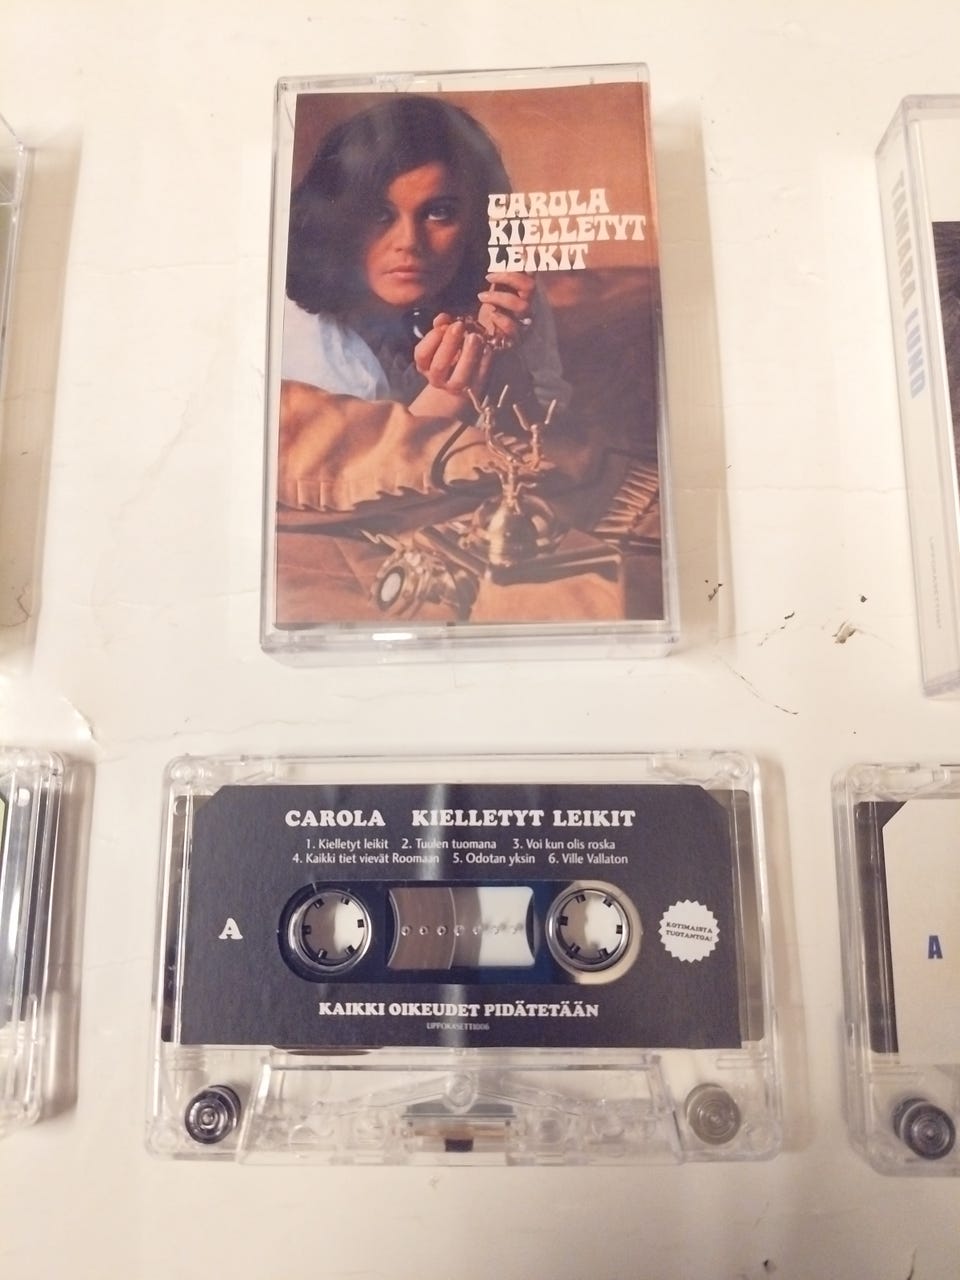 CAROLA
KIELLETYT
LEIKIT
TAMARA LUND
CAROLA KIELLETYT LEIKIT
1. Kielletyt leikit 2. Tuulen tuomana 3. Voi kun olis roska
4. Kaikki tiet vievät Roomaan 5. Odotan yksin 6. Ville Vallaton
A
KOTIMAISTA
TUOTANTOA!
A
KAIKKI OIKEUDET PIDÄTETÄÄN
LIPPOKASETTI006